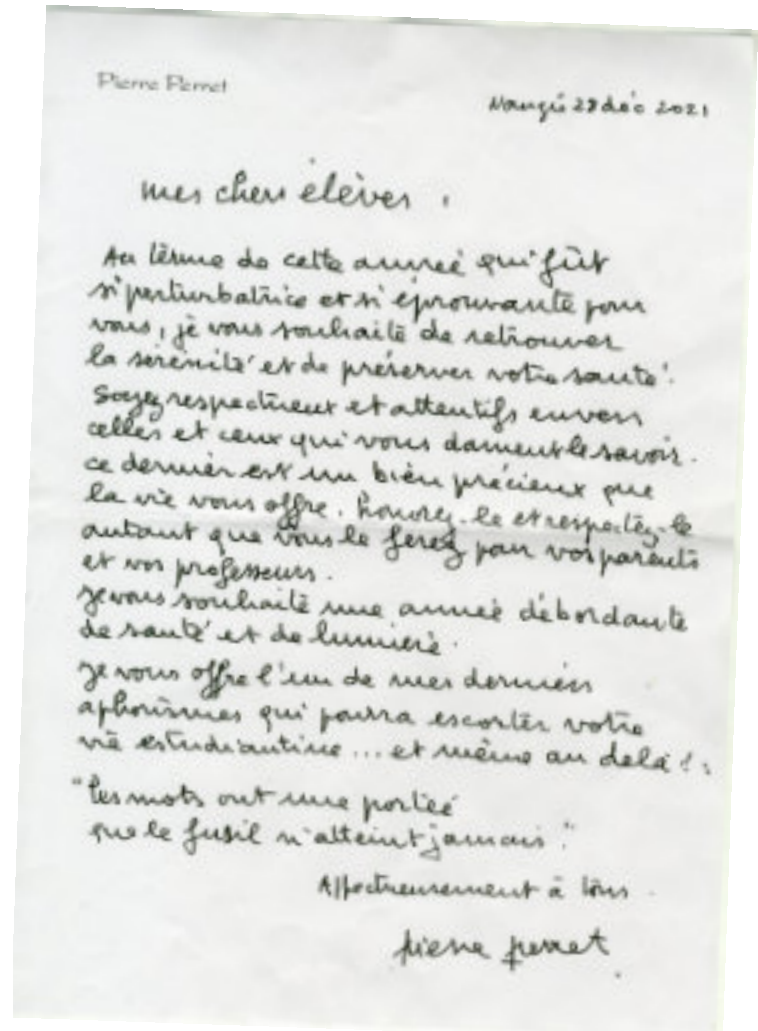 Pierre Perret
Nangis 28 déc 2021
mes chers élèves,
Au terme de cette année qui fût
si perturbatrice et si éprouvante pour
vous, je vous souhaite de retrouver
la sérénité et de préserver votre santé.
Soyez respectueux et attentifs envers
celles et ceux qui vous donnent le savoir.
ce dernier est un bien précieux que
la vie vous offre. honorez-le et respectez-le
autant que vous le ferez pour vos parents
et vos professeurs.
je vous souhaite une année débordante
de santé et de lumière.
je vous offre l'un de mes derniers
aphorismes qui pourra escorter votre
vie estudiantine ... et même au delà ! :
"les mots ont une portée
que le fusil n'atteint jamais."
Affectueusement à tous.
pierre perret